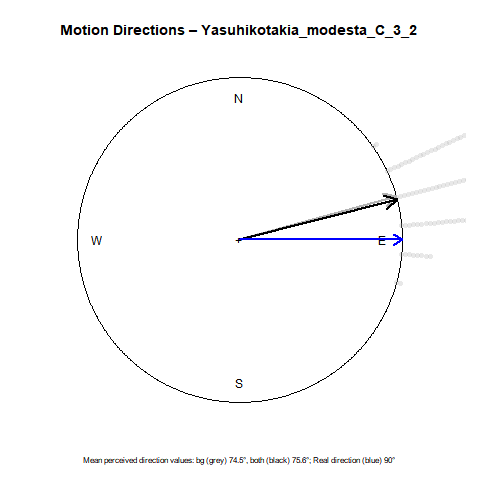 Motion Directions – Yasuhikotakia_modesta_C_3_2
N
W
E
S
Mean perceived direction values: bg (grey) 74.5°, both (black) 75.6°; Real direction (blue) 90°